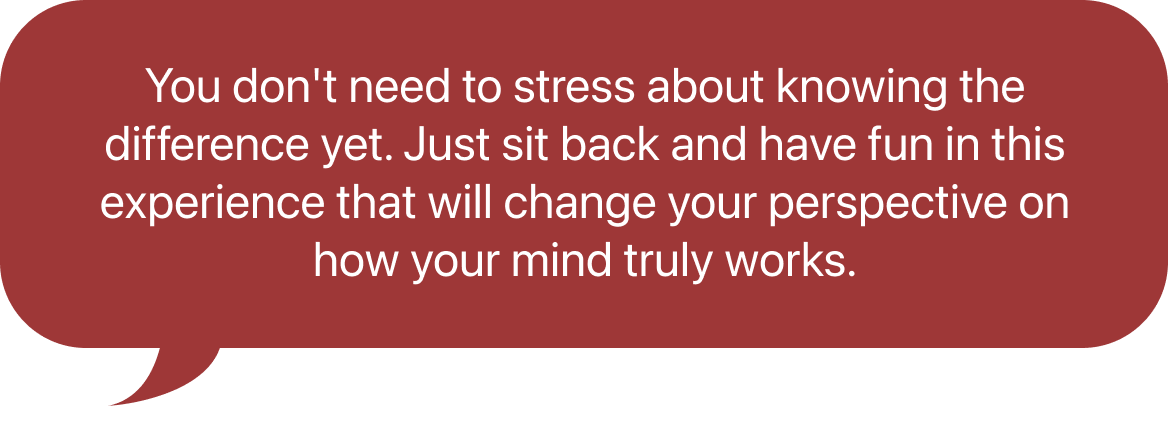 You don't need to stress about knowing the
difference yet. Just sit back and have fun in this
experience that will change your perspective on
how your mind truly works.